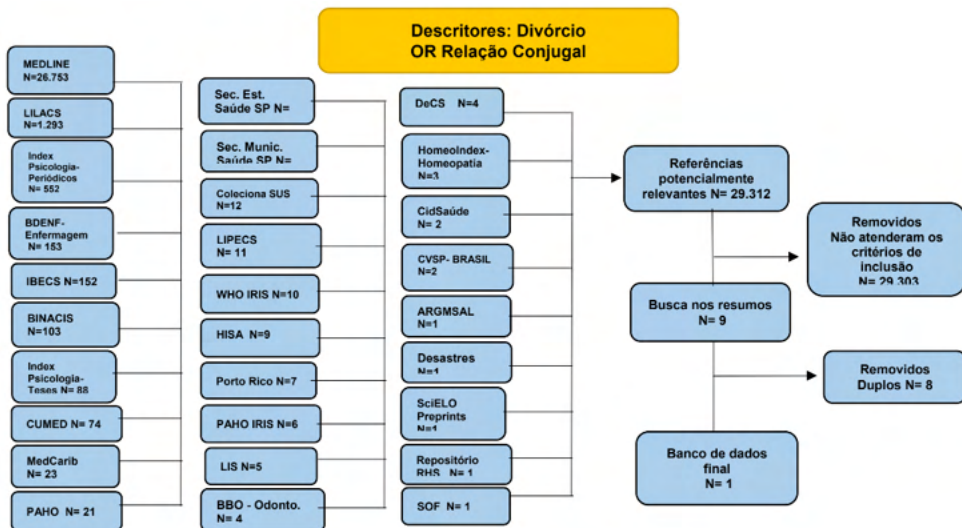 Descritores: Divórcio
OR Relação Conjugal
MEDLINE
N=26.753
LILACS
N=1.293
Index
Psicologia-
Periódicos
N= 552
BDENF-
Enfermagem
N= 153
IBECS N=152
BINACIS
N=103
Index
Psicologia-
Teses N= 88
CUMED N= 74
MedCarib
N= 23
PAHO N= 21
Sec. Est.
Saúde SP N=
Sec. Munic.
Saúde SP N=
Coleciona SUS
N=12
LIPECS
N= 11
WHO IRIS N=10
HISA N=9
Porto Rico N=7
PAHO IRIS N=6
LIS N=5
BBO - Odonto.
N= 4
DeCS N=4
HomeoIndex-
Homeopatia
N=3
CidSaúde
N= 2
CVSP- BRASIL
N=2
ARGMSAL
N=1
Desastres
N=1
SciELO
Preprints
N=1
Repositório
RHS N= 1
SOF N= 1
Referências
potencialmente
relevantes N= 29.312
Removidos
Não atenderam os
critérios de
inclusão
N= 29.303
Busca nos resumos
N= 9
Removidos
Duplos N= 8
Banco de dados
final
N= 1